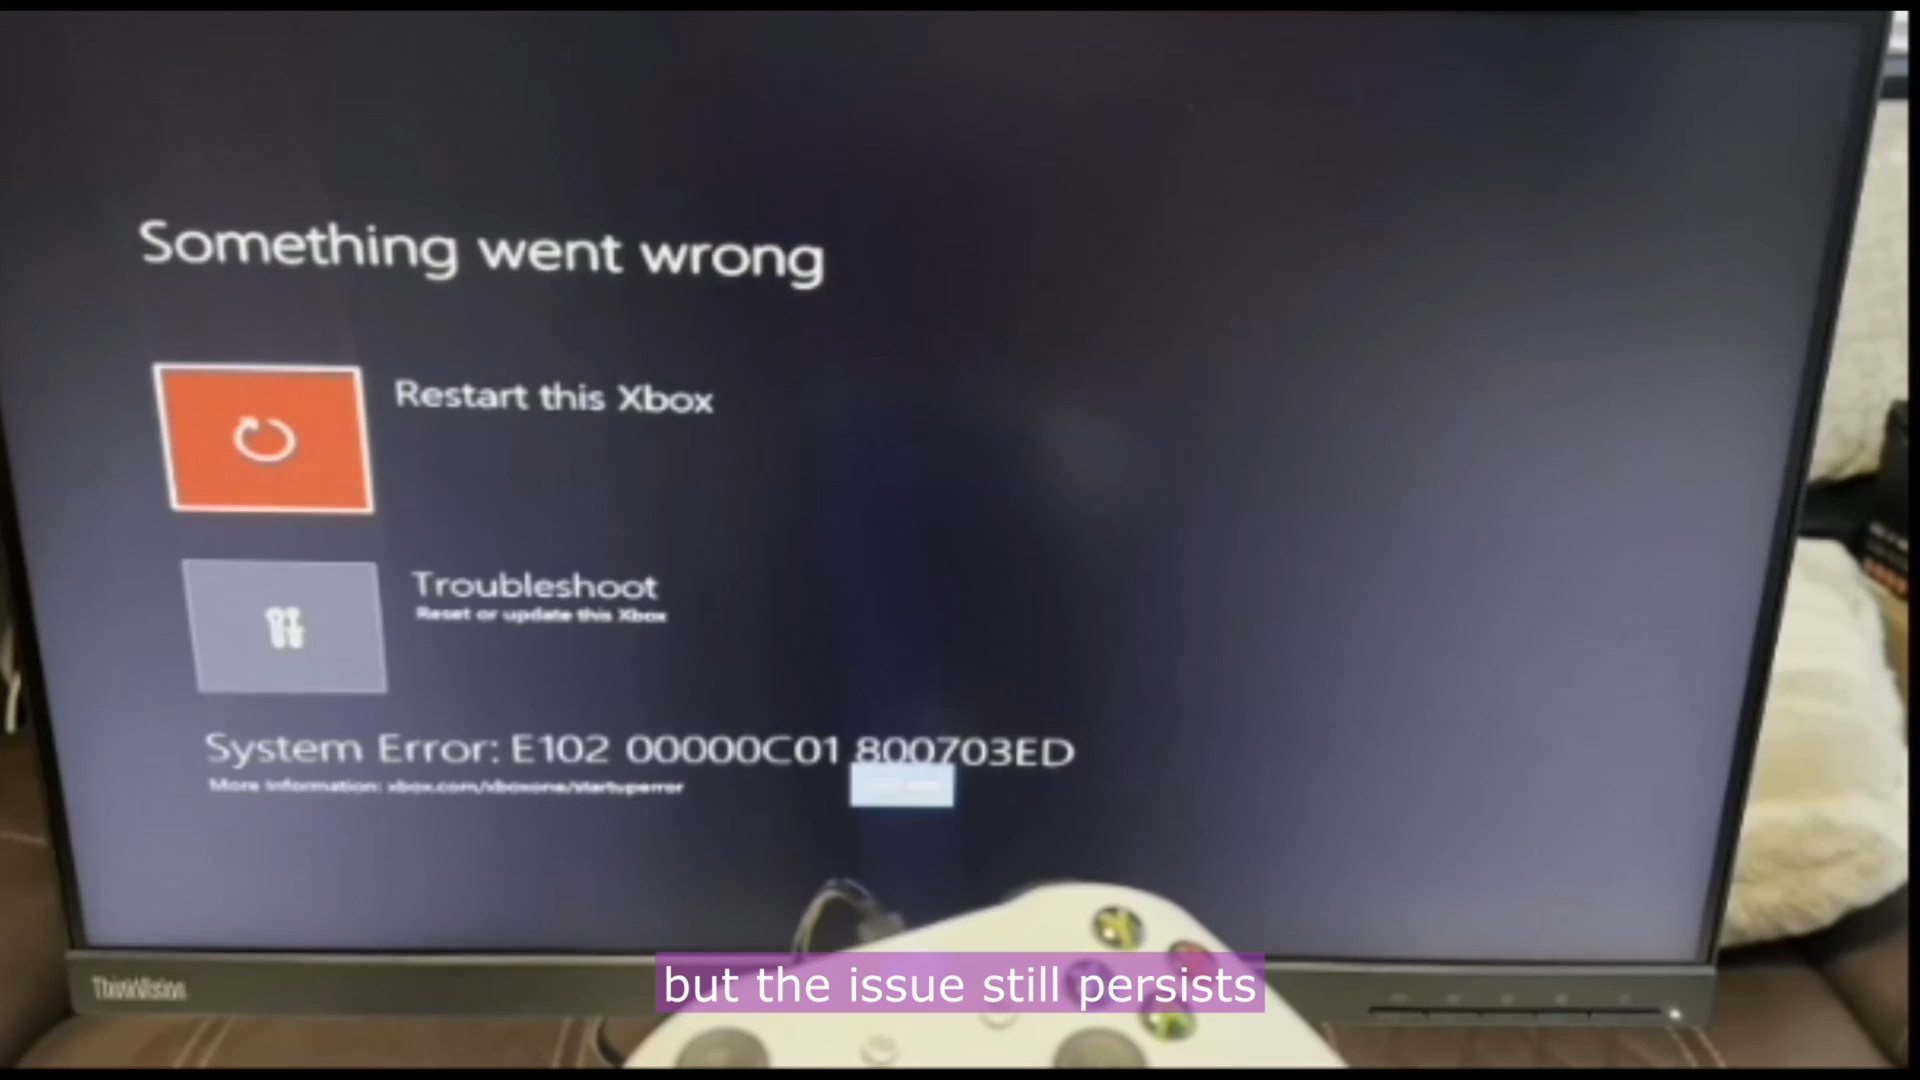 Something went wrong
Restart this Xbox
Troubleshoot
Reset or update this Xbox
System Error: E102 00000C01 800703ED
More information: xbox.com/xboxone/startuperror
ThinkVision
but the issue still persists